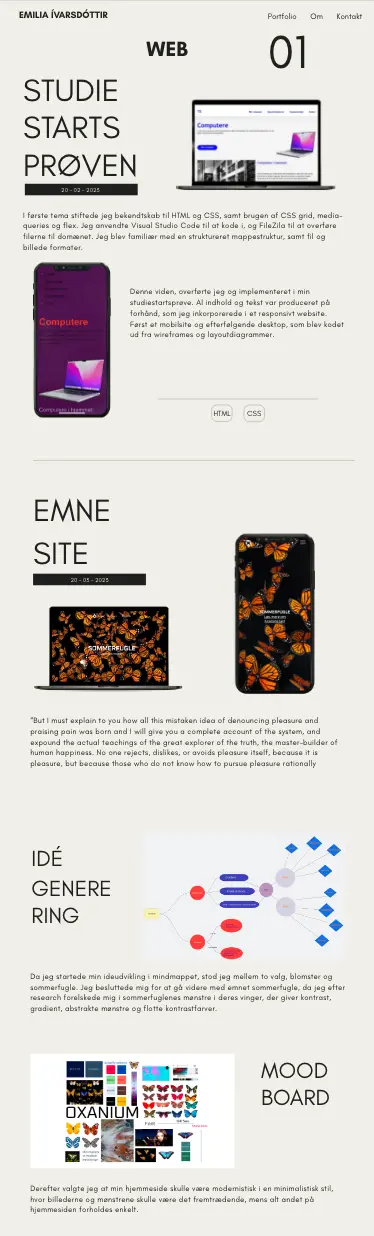 EMILIA ÍVARSDÓTTIR
Portfolio Om Kontakt
WEB
01
STUDIE
STARTS
PRØVEN
20 - 02 - 2023
Computere
I første tema stiftede jeg bekendtskab til HTML og CSS, samt brugen af CSS grid, media-
queries og flex. Jeg anvendte Visual Studio Code til at kode i, og FileZila til at overføre
filerne til domænet. Jeg blev familiær med en struktureret mappestruktur, samt fil og
billede formater.
Computere
Computers i hjemmet
Denne viden, overførte jeg og implementeret i min
studiestartsprøve. Al indhold og tekst var produceret på
forhånd, som jeg inkorporerede i et responsivt website.
Først et mobilsite og efterfølgende desktop, som blev kodet
ud fra wireframes og layoutdiagrammer.
HTML CSS
EMNE
SITE
20 - 03 - 2023
SOMMERFUGLE
SOMMERFUGLE
"But I must explain to you how all this mistaken idea of denouncing pleasure and
praising pain was born and I will give you a complete account of the system, and
expound the actual teachings of the great explorer of the truth, the master-builder of
human happiness. No one rejects, dislikes, or avoids pleasure itself, because it is
pleasure, but because those who do not know how to pursue pleasure rationally
IDÉ
GENERE
RING
Da jeg startede min ideudvikling i mindmappet, stod jeg mellem to valg, blomster og
sommerfugle. Jeg besluttede mig for at gå videre med emnet sommerfugle, da jeg efter
research forelskede mig i sommerfuglenes mønstre i deres vinger, der giver kontrast,
gradient, abstrakte mønstre og flotte kontrastfarver.
OXANIUM
MOOD
BOARD
Derefter valgte jeg at min hjemmeside skulle være modernistisk i en minimalistisk stil,
hvor billederne og mønstrene skulle være det fremtrædende, mens alt andet på
hjemmesiden forholdes enkelt.